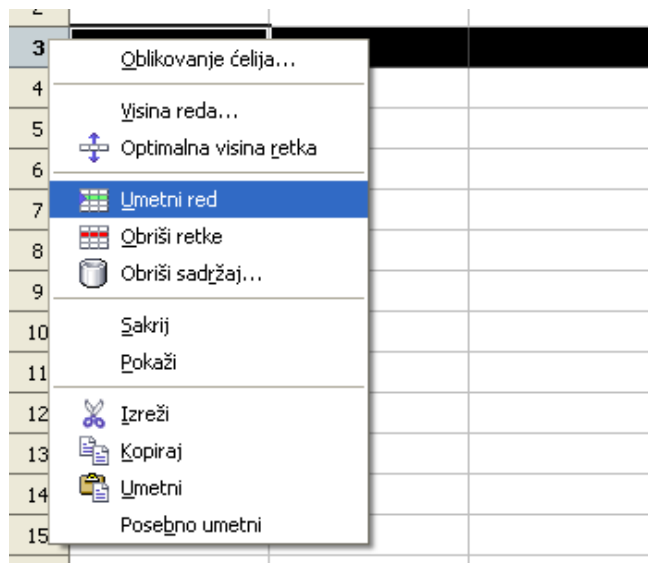 3
Oblikovanje ćelija...
4
Visina reda...
5
Optimalna visina retka
6
7
Umetni red
8
Obriši retke
9
Obriši sadržaj...
10
Sakrij
11
Pokaži
12
Izreži
13
Kopiraj
14
Umetni
15
Posebno umetni